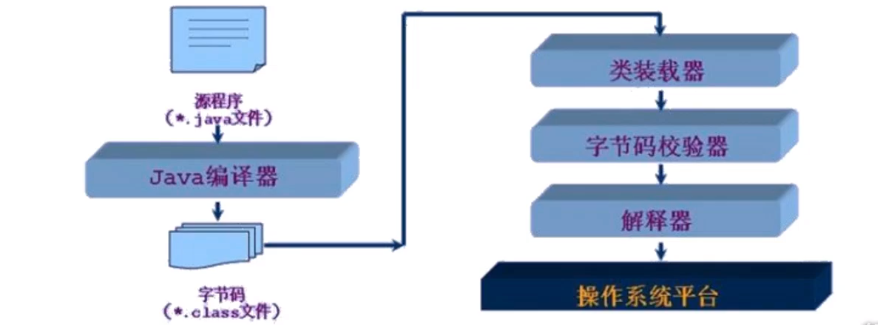 源程序
(*.java文件)
Java编译器
字节码
(*.class文件)
类装载器
字节码校验器
解释器
操作系统平台